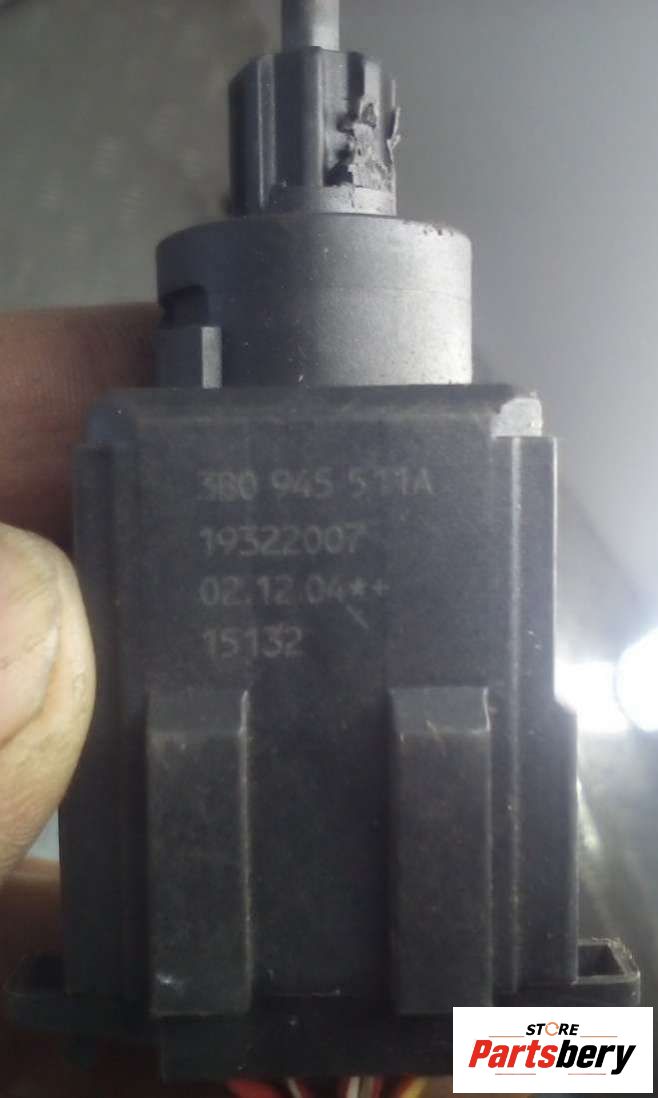 3B0 945 511A
19322007
02.12.04*+
15132
STORE
Partsbery